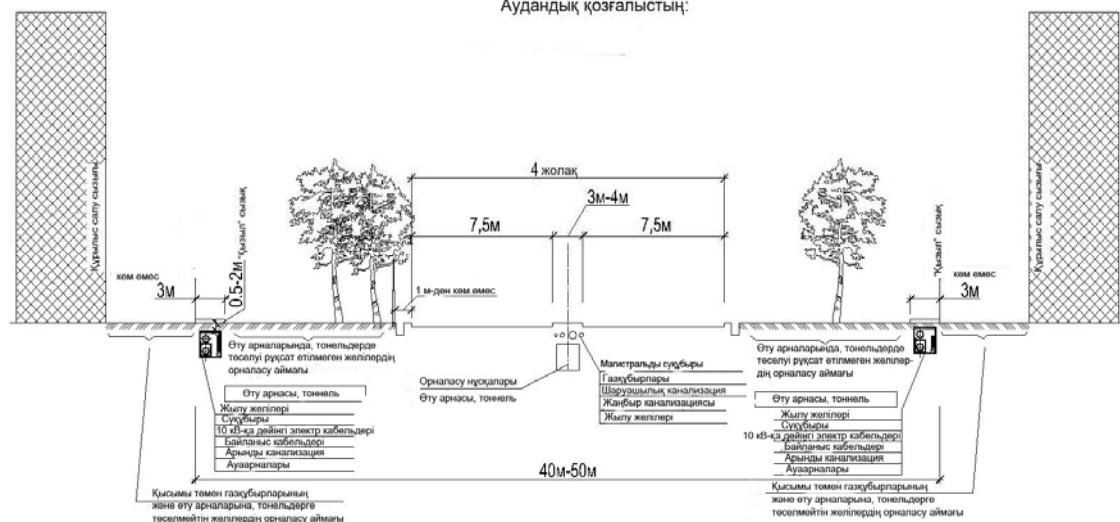 Аудандық қозғалыстың:
4 жолақ
3м-4м
7,5м
7,5м
Құрылыс салу сызығы
кем емес
3м
0.5-2м
"Қызыл" сызық
1 м-ден кем емес
"Қызыл" сызық
кем емес
3м
Құрылыс салу сызығы
Өту арналарында, тонельдерде
төселуі рұқсат етілмеген желілердің
орналасу аймағы
Өту арнасы, тоннель
Жылу желілері
Суқұбыры
10 кВ-қа дейінгі электр кабельдері
Байланыс кабельдері
Арынды канализация
Ауаарналары
Орналасу нұсқалары
Өту арнасы, тоннель
Магистральды суқұбыры
Газқұбырлары
Шаруашылық канализация
Жаңбыр канализациясы
Жылу желілері
Өту арналарында, тонельдерде
төселуі рұқсат етілмеген желілер-
дің орналасу аймағы
Өту арнасы, тоннель
Жылу желілері
Суқұбыры
10 кВ-қа дейінгі электр кабельдері
Байланыс кабельдері
Арынды канализация
Ауаарналары
40м-50м
Қысымы төмен газқұбырларының
және өту арналарына, тонельдерге
төселмейтін желілердің орналасу аймағы
Қысымы төмен газқұбырларының
және өту арналарына, тонельдерге
төселмейтін желілердің орналасу аймағы